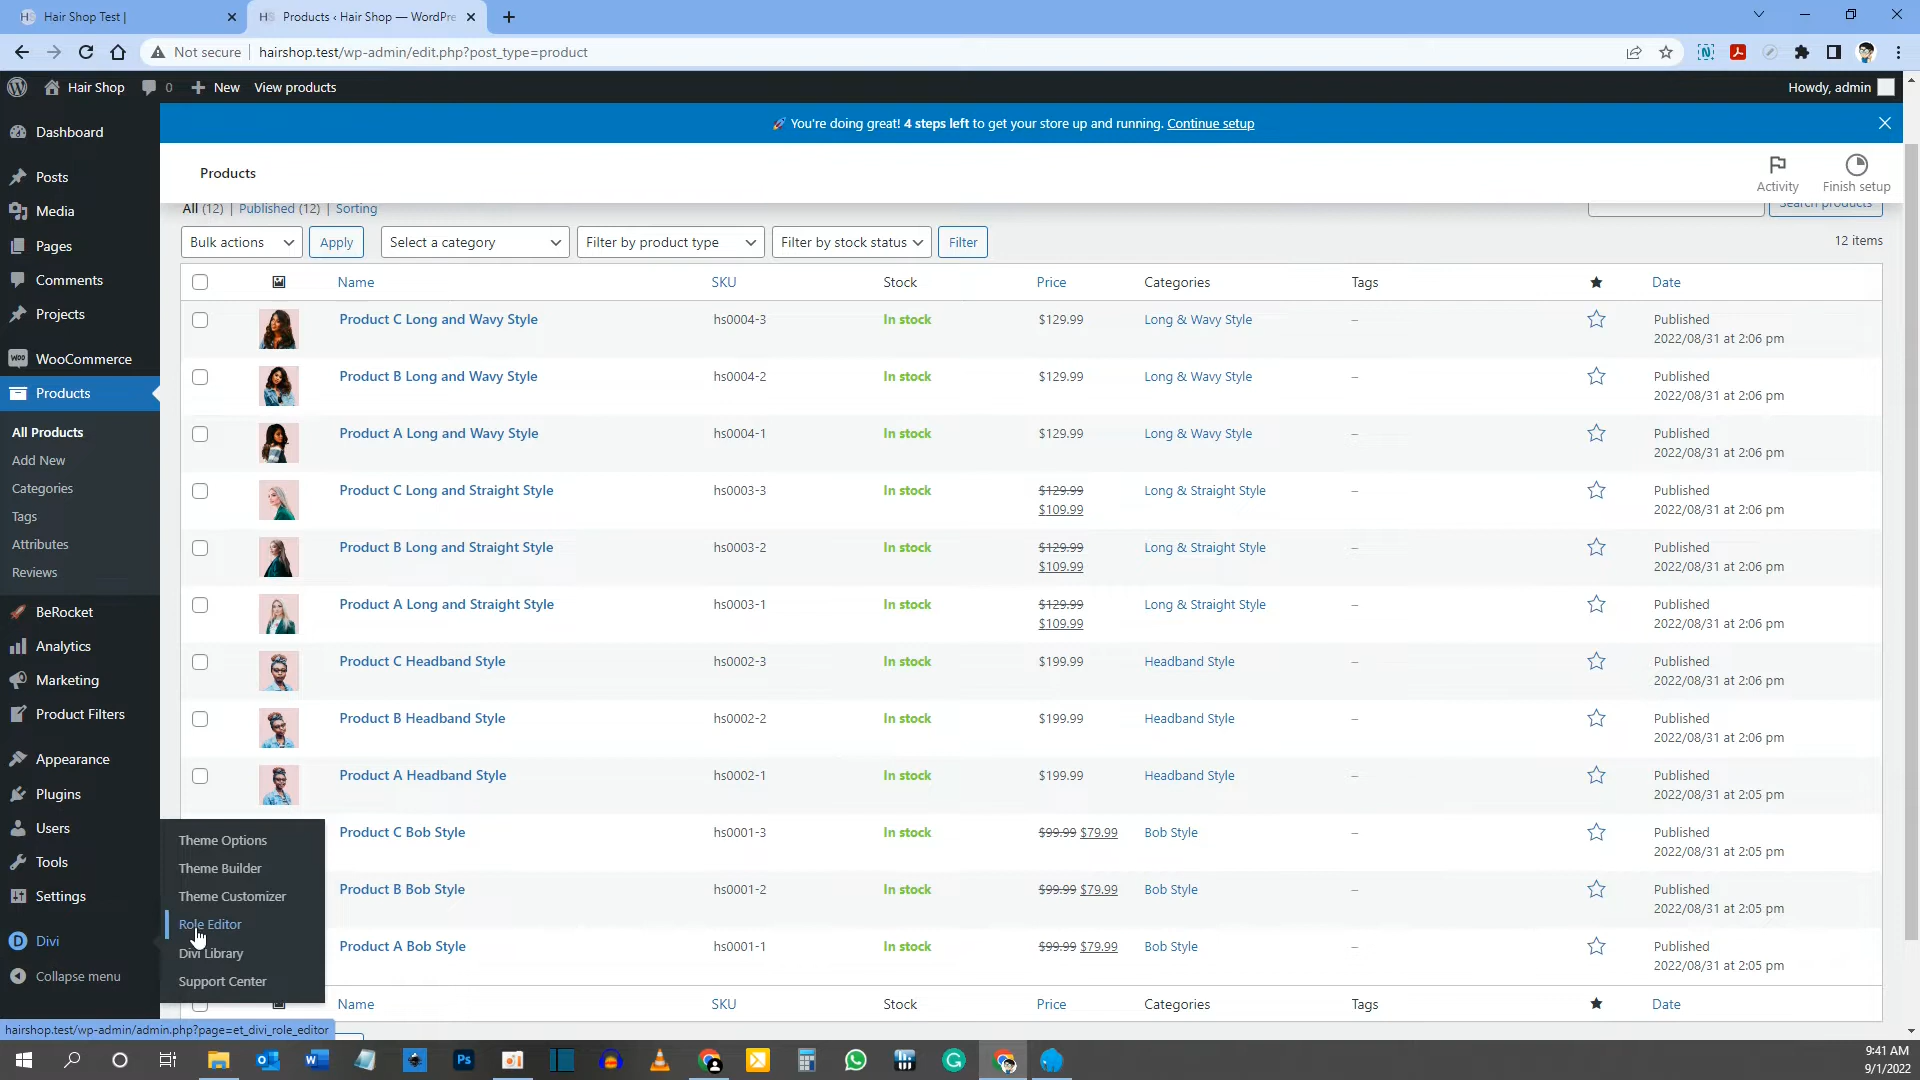 Hair Shop Test |
Products ‹ Hair Shop — WordPre
Not secure
hairshop.test/wp-admin/edit.php?post_type=product
Hair Shop 0 New View products Howdy, admin
🚀 You're doing great! 4 steps left to get your store up and running. Continue setup
Products
Activity
Finish setup
Dashboard
Posts
Media
Pages
Comments
Projects
WooCommerce
Products
All Products
Add New
Categories
Tags
Attributes
Reviews
BeRocket
Analytics
Marketing
Product Filters
Appearance
Plugins
Users
Tools
Settings
Divi
Collapse menu
Theme Options
Theme Builder
Theme Customizer
Role Editor
Divi Library
Support Center
All (12) | Published (12) | Sorting
Search products
Bulk actions Apply Select a category Filter by product type Filter by stock status Filter 12 items
Name SKU Stock Price Categories Tags Date
Product C Long and Wavy Style hs0004-3 In stock $129.99 Long & Wavy Style – Published
2022/08/31 at 2:06 pm
Product B Long and Wavy Style hs0004-2 In stock $129.99 Long & Wavy Style – Published
2022/08/31 at 2:06 pm
Product A Long and Wavy Style hs0004-1 In stock $129.99 Long & Wavy Style – Published
2022/08/31 at 2:06 pm
Product C Long and Straight Style hs0003-3 In stock $129.99 Long & Straight Style – Published
$109.99 2022/08/31 at 2:06 pm
Product B Long and Straight Style hs0003-2 In stock $129.99 Long & Straight Style – Published
$109.99 2022/08/31 at 2:06 pm
Product A Long and Straight Style hs0003-1 In stock $129.99 Long & Straight Style – Published
$109.99 2022/08/31 at 2:06 pm
Product C Headband Style hs0002-3 In stock $199.99 Headband Style – Published
2022/08/31 at 2:06 pm
Product B Headband Style hs0002-2 In stock $199.99 Headband Style – Published
2022/08/31 at 2:06 pm
Product A Headband Style hs0002-1 In stock $199.99 Headband Style – Published
2022/08/31 at 2:05 pm
Product C Bob Style hs0001-3 In stock $99.99 $79.99 Bob Style – Published
2022/08/31 at 2:05 pm
Product B Bob Style hs0001-2 In stock $99.99 $79.99 Bob Style – Published
2022/08/31 at 2:05 pm
Product A Bob Style hs0001-1 In stock $99.99 $79.99 Bob Style – Published
2022/08/31 at 2:05 pm
Name SKU Stock Price Categories Tags Date
hairshop.test/wp-admin/admin.php?page=et_divi_role_editor
9:41 AM
9/1/2022